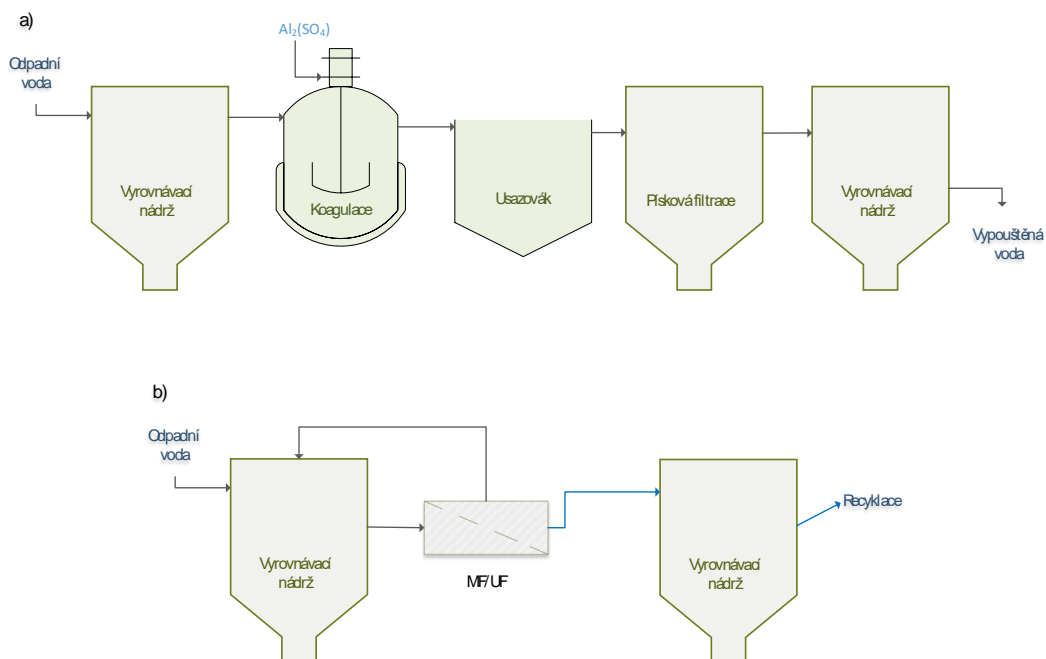 a)
Al₂(SO₄)
Odpadní
voda
Vyrovnávací
nádrž
Koagulace
Usazovák
Písková filtrace
Vyrovnávací
nádrž
Vypouštěná
voda
b)
Odpadní
voda
Vyrovnávací
nádrž
MF/UF
Vyrovnávací
nádrž
Recyklace